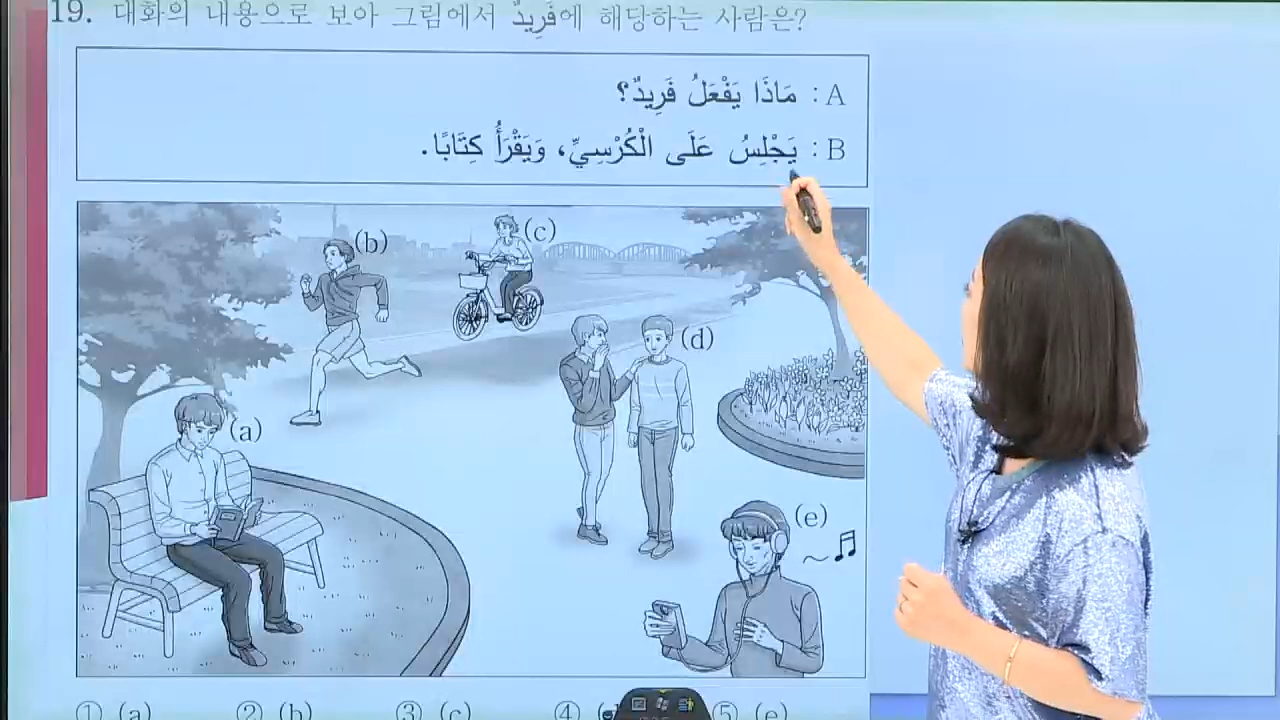 19. 대화의 내용으로 보아 그림에서 فَرِيدٌ에 해당하는 사람은?
A : مَاذَا يَفْعَلُ فَرِيدٌ؟
B : يَجْلِسُ عَلَى الْكُرْسِيِّ، وَيَقْرَأُ كِتَابًا.
(b)
(c)
(d)
(a)
(e)
① (a) ② (b) ③ (c) ④ ⑤ (e)